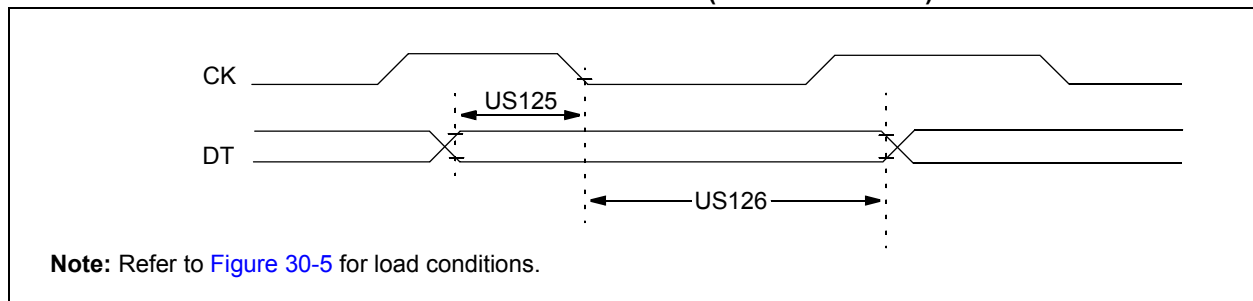 CK
US125
DT
US126
Note: Refer to Figure 30-5 for load conditions.